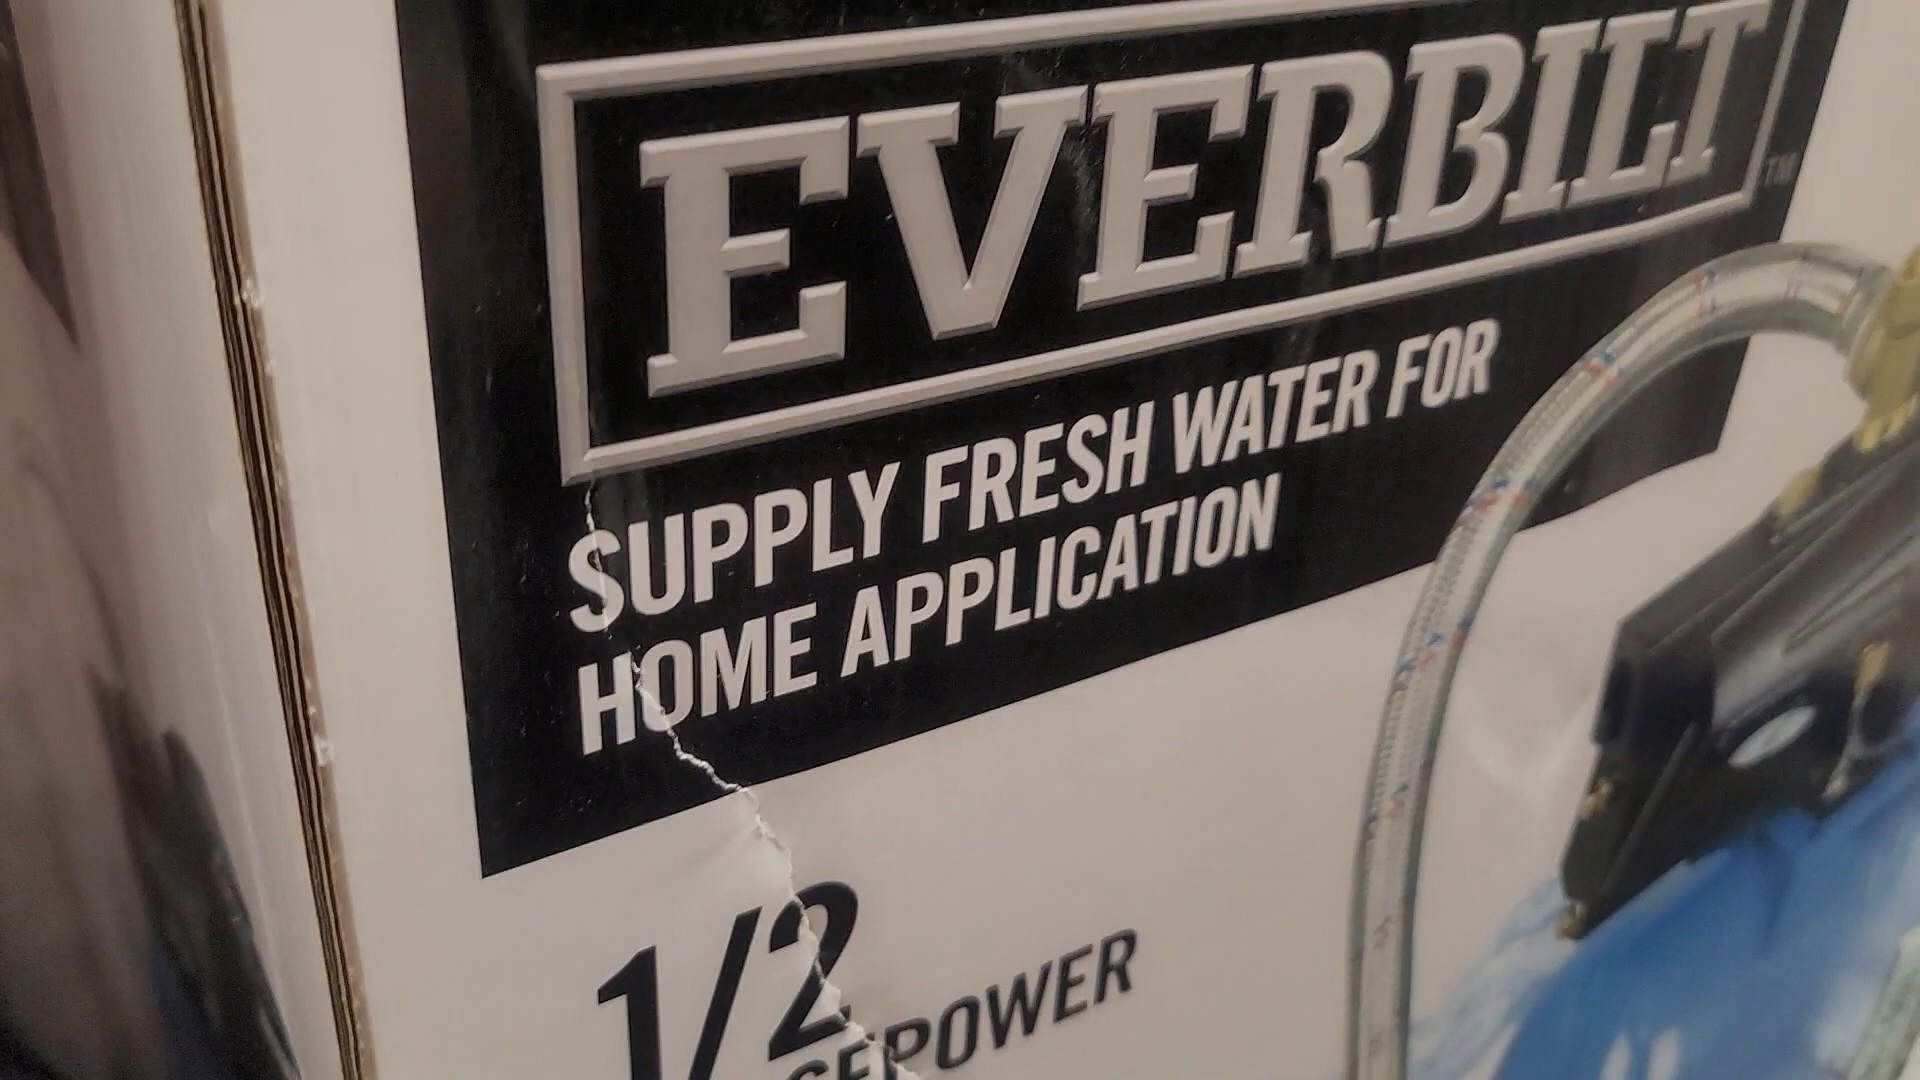 EVERBILT
TM
SUPPLY FRESH WATER FOR
HOME APPLICATION
1/2